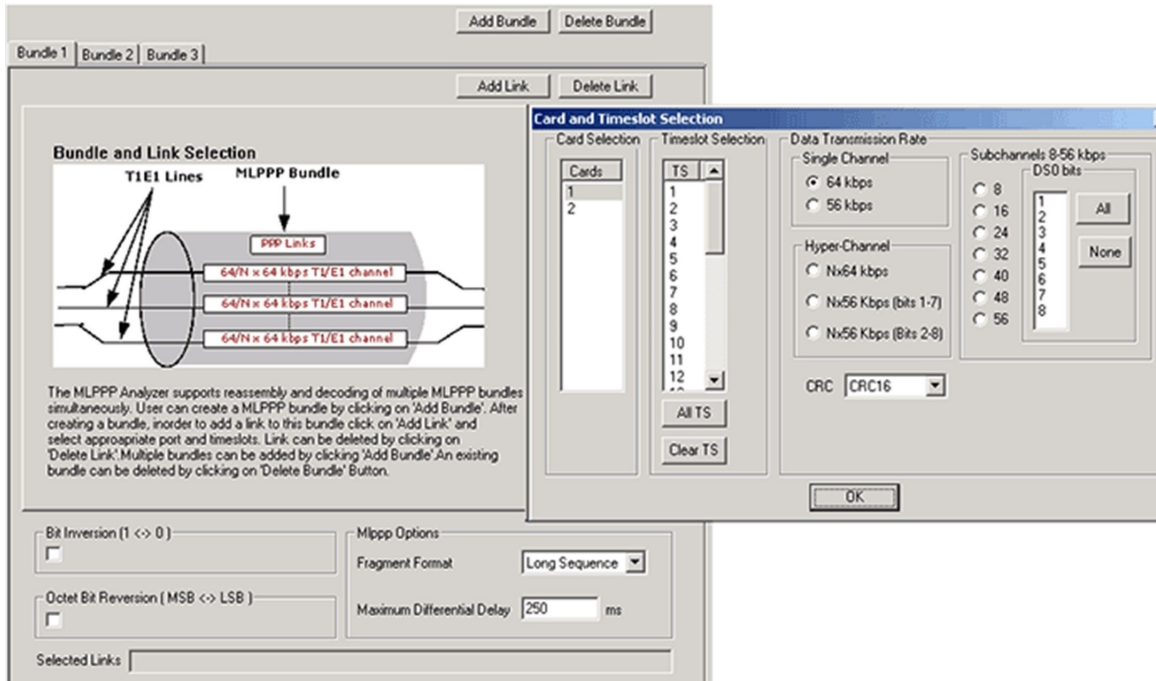 Add Bundle Delete Bundle
Bundle 1 Bundle 2 Bundle 3
Add Link Delete Link
Bundle and Link Selection
T1E1 Lines MLPPP Bundle
PPP Links
64/N x 64 kbps T1/E1 channel
64/N x 64 kbps T1/E1 channel
64/N x 64 kbps T1/E1 channel
The MLPPP Analyzer supports reassembly and decoding of multiple MLPPP bundles
simultaneously. User can create a MLPPP bundle by clicking on 'Add Bundle'. After
creating a bundle, inorder to add a link to this bundle click on 'Add Link' and
select approapriate port and timeslots. Link can be deleted by clicking on
'Delete Link'.Multiple bundles can be added by clicking 'Add Bundle'.An existing
bundle can be deleted by clicking on 'Delete Bundle' Button.
Bit Inversion (1 <-> 0 )
Octet Bit Reversion ( MSB <-> LSB )
Mlppp Options
Fragment Format Long Sequence
Maximum Differential Delay 250 ms
Selected Links
Card and Timeslot Selection
Card Selection
Cards
1
2
Timeslot Selection
TS
1
2
3
4
5
6
7
8
9
10
11
12
All TS
Clear TS
Data Transmission Rate
Single Channel
64 kbps
56 kbps
Hyper-Channel
Nx64 kbps
Nx56 Kbps (bits 1-7)
Nx56 Kbps (Bits 2-8)
CRC CRC16
Subchannels 8-56 kbps
8
16
24
32
40
48
56
DS0 bits
1
2
3
4
5
6
7
8
All
None
OK